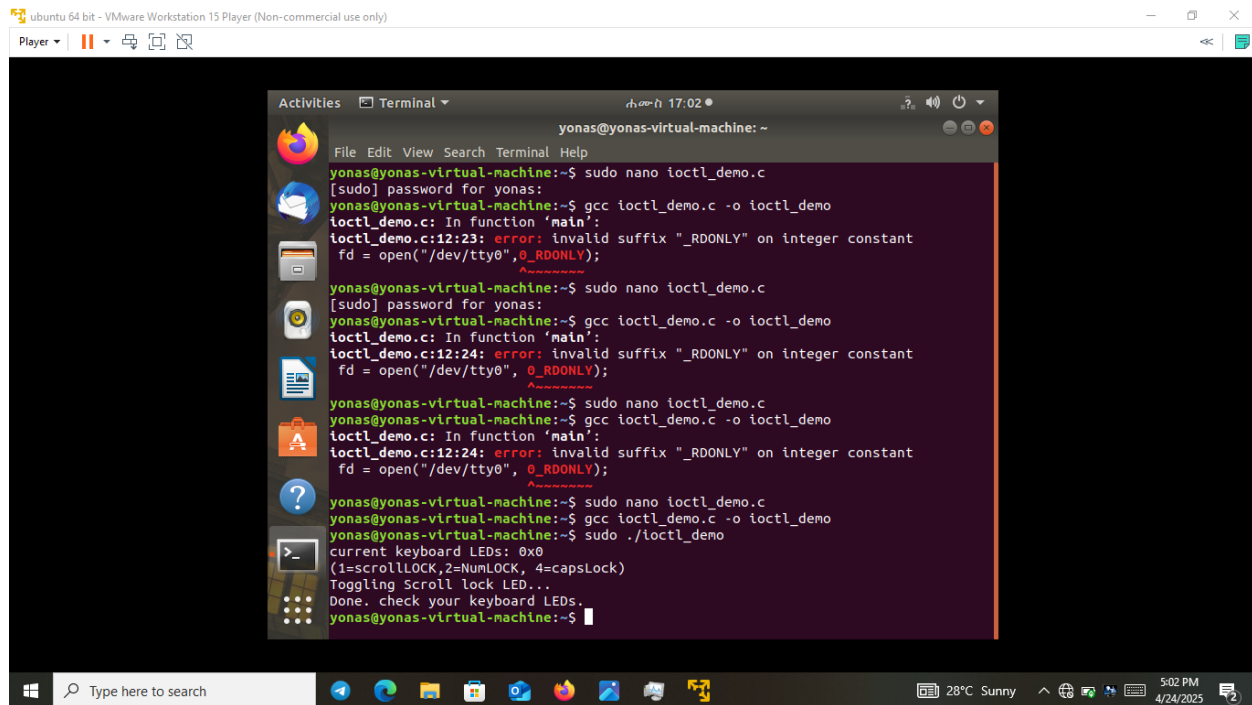 ubuntu 64 bit - VMware Workstation 15 Player (Non-commercial use only)
Player
Activities Terminal ሐሙስ 17:02
yonas@yonas-virtual-machine: ~
File Edit View Search Terminal Help
yonas@yonas-virtual-machine:~$ sudo nano ioctl_demo.c
[sudo] password for yonas:
yonas@yonas-virtual-machine:~$ gcc ioctl_demo.c -o ioctl_demo
ioctl_demo.c: In function ‘main’:
ioctl_demo.c:12:23: error: invalid suffix "_RDONLY" on integer constant
fd = open("/dev/tty0",0_RDONLY);
^~~~~~~~
yonas@yonas-virtual-machine:~$ sudo nano ioctl_demo.c
[sudo] password for yonas:
yonas@yonas-virtual-machine:~$ gcc ioctl_demo.c -o ioctl_demo
ioctl_demo.c: In function ‘main’:
ioctl_demo.c:12:24: error: invalid suffix "_RDONLY" on integer constant
fd = open("/dev/tty0", 0_RDONLY);
^~~~~~~~
yonas@yonas-virtual-machine:~$ sudo nano ioctl_demo.c
yonas@yonas-virtual-machine:~$ gcc ioctl_demo.c -o ioctl_demo
ioctl_demo.c: In function ‘main’:
ioctl_demo.c:12:24: error: invalid suffix "_RDONLY" on integer constant
fd = open("/dev/tty0", 0_RDONLY);
^~~~~~~~
yonas@yonas-virtual-machine:~$ sudo nano ioctl_demo.c
yonas@yonas-virtual-machine:~$ gcc ioctl_demo.c -o ioctl_demo
yonas@yonas-virtual-machine:~$ sudo ./ioctl_demo
current keyboard LEDs: 0x0
(1=scrollLOCK,2=NumLOCK, 4=capsLock)
Toggling Scroll lock LED...
Done. check your keyboard LEDs.
yonas@yonas-virtual-machine:~$
Type here to search
28°C Sunny
5:02 PM
4/24/2025
2